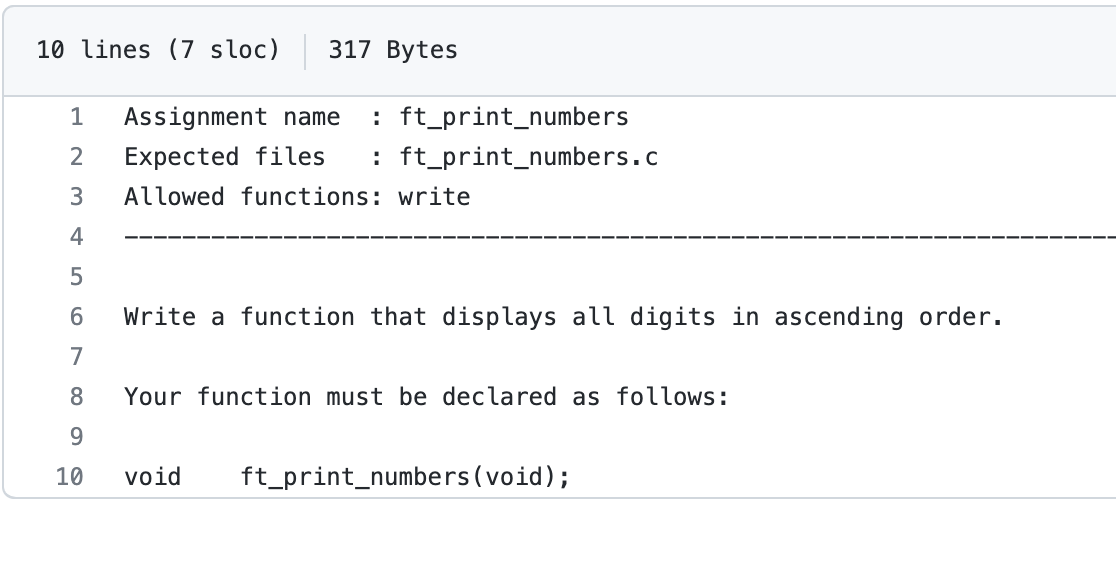 10 lines (7 sloc) 317 Bytes
1 Assignment name  : ft_print_numbers
2 Expected files   : ft_print_numbers.c
3 Allowed functions: write
4 --------------------------------------------------------------------
5
6 Write a function that displays all digits in ascending order.
7
8 Your function must be declared as follows:
9
10 void    ft_print_numbers(void);